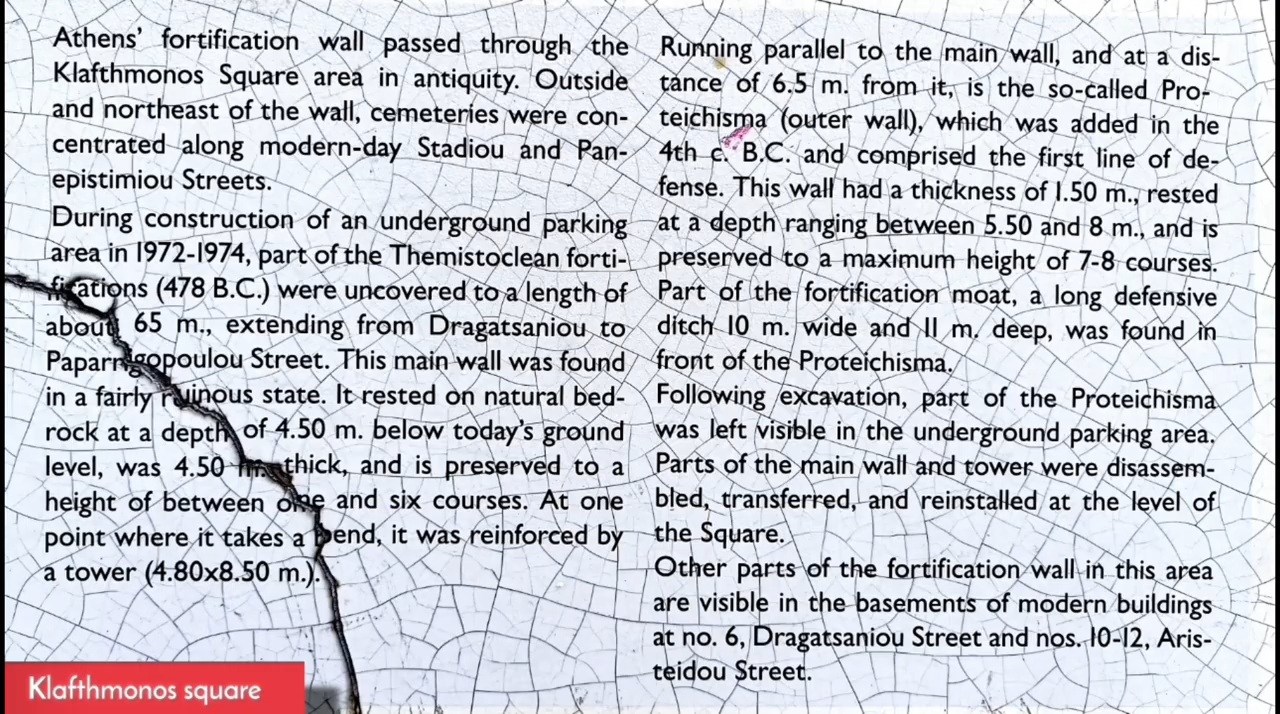 Athens' fortification wall passed through the
Klafthmonos Square area in antiquity. Outside
and northeast of the wall, cemeteries were con-
centrated along modern-day Stadiou and Pan-
epistimiou Streets.
During construction of an underground parking
area in 1972-1974, part of the Themistoclean forti-
fications (478 B.C.) were uncovered to a length of
about 65 m., extending from Dragatsaniou to
Paparrigopoulou Street. This main wall was found
in a fairly ruinous state. It rested on natural bed-
rock at a depth of 4.50 m. below today's ground
level, was 4.50 m. thick, and is preserved to a
height of between one and six courses. At one
point where it takes a bend, it was reinforced by
a tower (4.80x8.50 m.).
Running parallel to the main wall, and at a dis-
tance of 6.5 m. from it, is the so-called Pro-
teichisma (outer wall), which was added in the
4th c. B.C. and comprised the first line of de-
fense. This wall had a thickness of 1.50 m., rested
at a depth ranging between 5.50 and 8 m., and is
preserved to a maximum height of 7-8 courses.
Part of the fortification moat, a long defensive
ditch 10 m. wide and 11 m. deep, was found in
front of the Proteichisma.
Following excavation, part of the Proteichisma
was left visible in the underground parking area.
Parts of the main wall and tower were disassem-
bled, transferred, and reinstalled at the level of
the Square.
Other parts of the fortification wall in this area
are visible in the basements of modern buildings
at no. 6, Dragatsaniou Street and nos. 10-12, Aris-
teidou Street.
Klafthmonos square